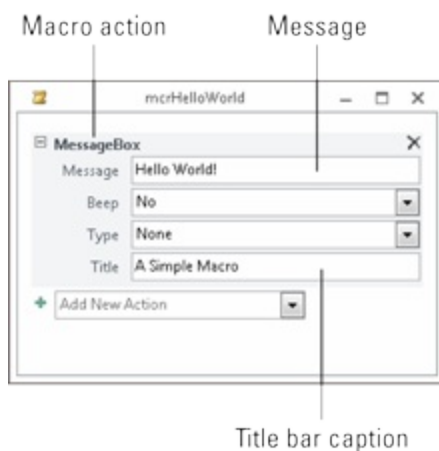 Macro action Message
mcrHelloWorld
MessageBox
Message Hello World!
Beep No
Type None
Title A Simple Macro
Add New Action
Title bar caption